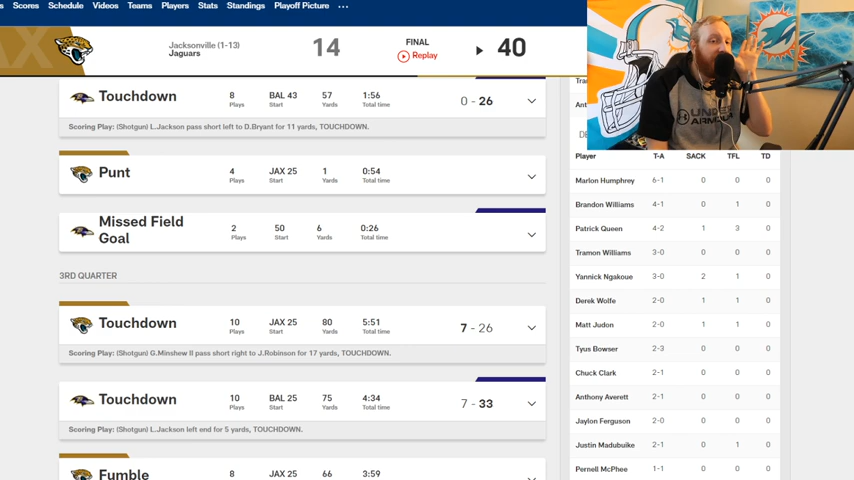 Scores Schedule Videos Teams Players Stats Standings Playoff Picture ...
Jacksonville (1-13)
Jaguars
14
FINAL
Replay
40
Touchdown
8
Plays
BAL 43
Start
57
Yards
1:56
Total time
0 - 26
Scoring Play: (Shotgun) L.Jackson pass short left to D.Bryant for 11 yards, TOUCHDOWN.
Punt
4
Plays
JAX 25
Start
1
Yards
0:54
Total time
Missed Field
Goal
2
Plays
50
Start
6
Yards
0:26
Total time
3RD QUARTER
Touchdown
10
Plays
JAX 25
Start
80
Yards
5:51
Total time
7 - 26
Scoring Play: (Shotgun) G.Minshew II pass short right to J.Robinson for 17 yards, TOUCHDOWN.
Touchdown
10
Plays
BAL 25
Start
75
Yards
4:34
Total time
7 - 33
Scoring Play: (Shotgun) L.Jackson left end for 5 yards, TOUCHDOWN.
Fumble
8
JAX 25
66
3:59
Player T-A SACK TFL TD
Marlon Humphrey 6-1 0 0 0
Brandon Williams 4-1 0 1 0
Patrick Queen 4-2 1 3 0
Tramon Williams 3-0 0 0 0
Yannick Ngakoue 3-0 2 1 0
Derek Wolfe 2-0 1 1 0
Matt Judon 2-0 1 1 0
Tyus Bowser 2-3 0 0 0
Chuck Clark 2-1 0 0 0
Anthony Averett 2-1 0 0 0
Jaylon Ferguson 2-0 0 0 0
Justin Madubuike 2-1 0 1 0
Pernell McPhee 1-1 0 0 0
UNDER
ARMOUR